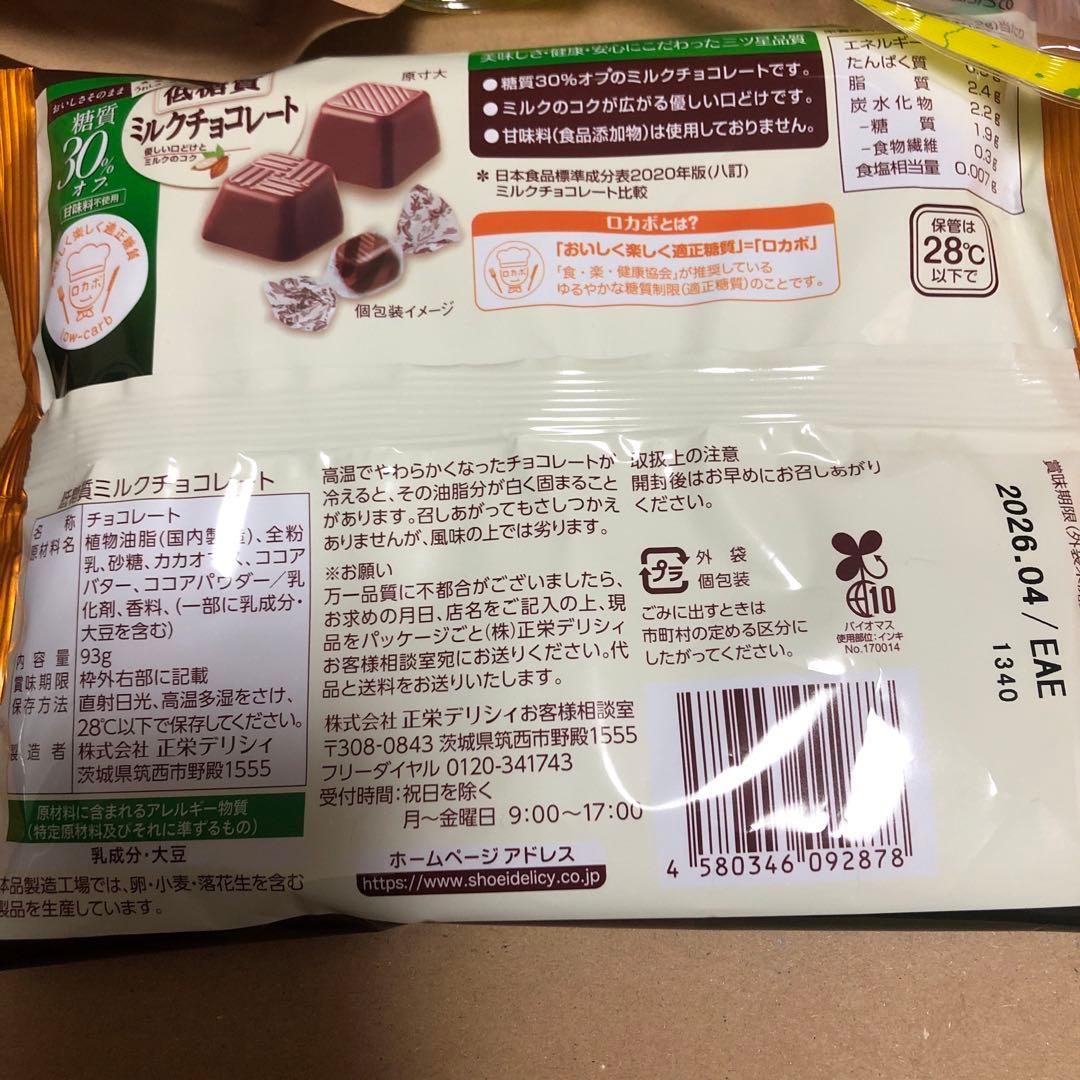 おいしさそのまま
糖質
30%
オフ
甘味料不使用
楽しく適正糖質
ロカボ
low-carb
低糖質
ミルクチョコレート
優しい口どけと
ミルクのコク
原寸大
個包装イメージ
美味しさ・健康・安心にこだわった三ツ星品質
●糖質30%オフのミルクチョコレートです。
●ミルクのコクが広がる優しい口どけです。
●甘味料(食品添加物)は使用しておりません。
*日本食品標準成分表2020年版(八訂)
ミルクチョコレート比較
ロカボとは?
「おいしく楽しく適正糖質」=「ロカボ」
「食・楽・健康協会」が推奨している
ゆるやかな糖質制限(適正糖質)のことです。
ロカボ
当たり
エネルギー
たんぱく質
脂質 2.4g
炭水化物 2.2g
-糖質 1.9g
-食物繊維 0.3g
食塩相当量 0.007g
保管は
28℃
以下で
低糖質ミルクチョコレート
名称 チョコレート
原材料名 植物油脂(国内製造)、全粉
乳、砂糖、カカオマス、ココア
バター、ココアパウダー/乳
化剤、香料、(一部に乳成分・
大豆を含む)
内容量 93g
賞味期限 枠外右部に記載
保存方法 直射日光、高温多湿をさけ、
28℃以下で保存してください。
製造者 株式会社 正栄デリシィ
茨城県筑西市野殿1555
原材料に含まれるアレルギー物質
(特定原材料及びそれに準ずるもの)
乳成分・大豆
本品製造工場では、卵・小麦・落花生を含む
製品を生産しています。
高温でやわらかくなったチョコレートが
冷えると、その油脂分が白く固まること
があります。召しあがってもさしつかえ
ありませんが、風味の上では劣ります。
※お願い
万一品質に不都合がございましたら、
お求めの月日、店名をご記入の上、現
品をパッケージごと(株)正栄デリシィ
お客様相談室宛にお送りください。代
品と送料をお送りいたします。
株式会社 正栄デリシィお客様相談室
〒308-0843 茨城県筑西市野殿1555
フリーダイヤル 0120-341743
受付時間:祝日を除く
月〜金曜日 9:00〜17:00
ホームページ アドレス
https://www.shoeidelicy.co.jp
取扱上の注意
開封後はお早めにお召しあがり
ください。
プラ
外袋
個包装
ごみに出すときは
市町村の定める区分に
したがってください。
10
バイオマス
使用部位:インキ
No.170014
4 580346 092878
賞味期限
2026.04/EAE
1340